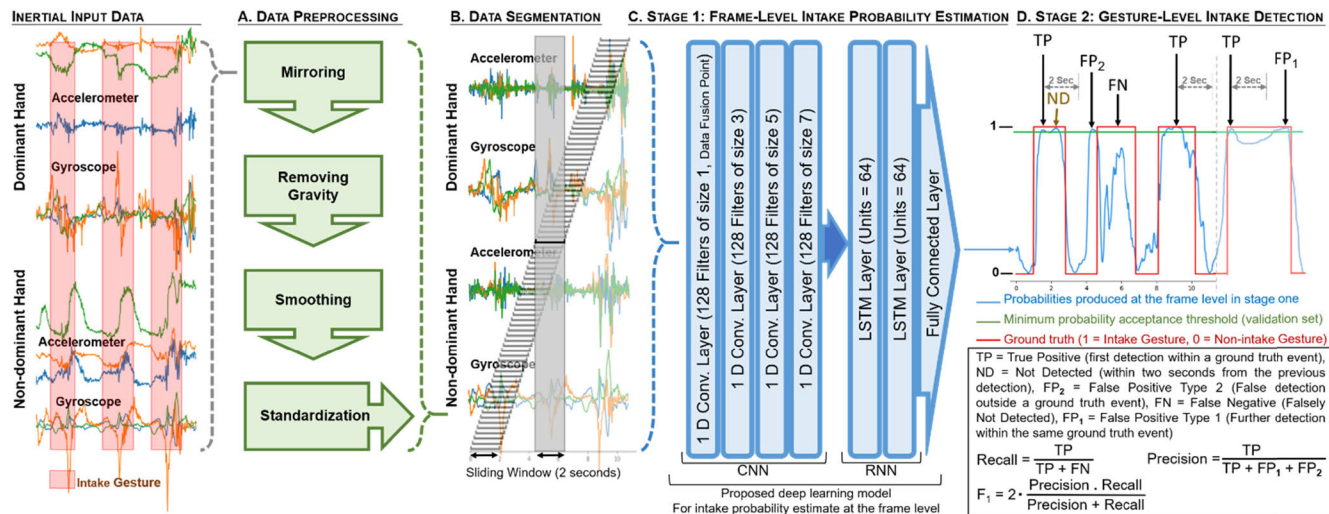 INERTIAL INPUT DATA
Dominant Hand
Accelerometer
Gyroscope
Non-dominant Hand
Accelerometer
Gyroscope
Intake Gesture
A. DATA PREPROCESSING
Mirroring
Removing
Gravity
Smoothing
Standardization
B. DATA SEGMENTATION
Dominant Hand
Accelerometer
Gyroscope
Non-dominant Hand
Accelerometer
Gyroscope
Sliding Window (2 seconds)
C. STAGE 1: FRAME-LEVEL INTAKE PROBABILITY ESTIMATION
1 D Conv. Layer (128 Filters of size 1, Data Fusion Point)
1 D Conv. Layer (128 Filters of size 3)
1 D Conv. Layer (128 Filters of size 5)
1 D Conv. Layer (128 Filters of size 7)
LSTM Layer (Units = 64)
LSTM Layer (Units = 64)
Fully Connected Layer
CNN
RNN
Proposed deep learning model
For intake probability estimate at the frame level
D. STAGE 2: GESTURE-LEVEL INTAKE DETECTION
TP
FP2
TP
TP
FP1
2 Sec
2 Sec
2 Sec
ND
FN
1
0
0 2 4 6 8 10
Probabilities produced at the frame level in stage one
Minimum probability acceptance threshold (validation set)
Ground truth (1 = Intake Gesture, 0 = Non-intake Gesture)
TP = True Positive (first detection within a ground truth event),
ND = Not Detected (within two seconds from the previous
detection), FP2 = False Positive Type 2 (False detection
outside a ground truth event), FN = False Negative (Falsely
Not Detected), FP1 = False Positive Type 1 (Further detection
within the same ground truth event)
Recall = TP / TP + FN
Precision = TP / TP + FP1 + FP2
F1 = 2 · Precision . Recall / Precision + Recall